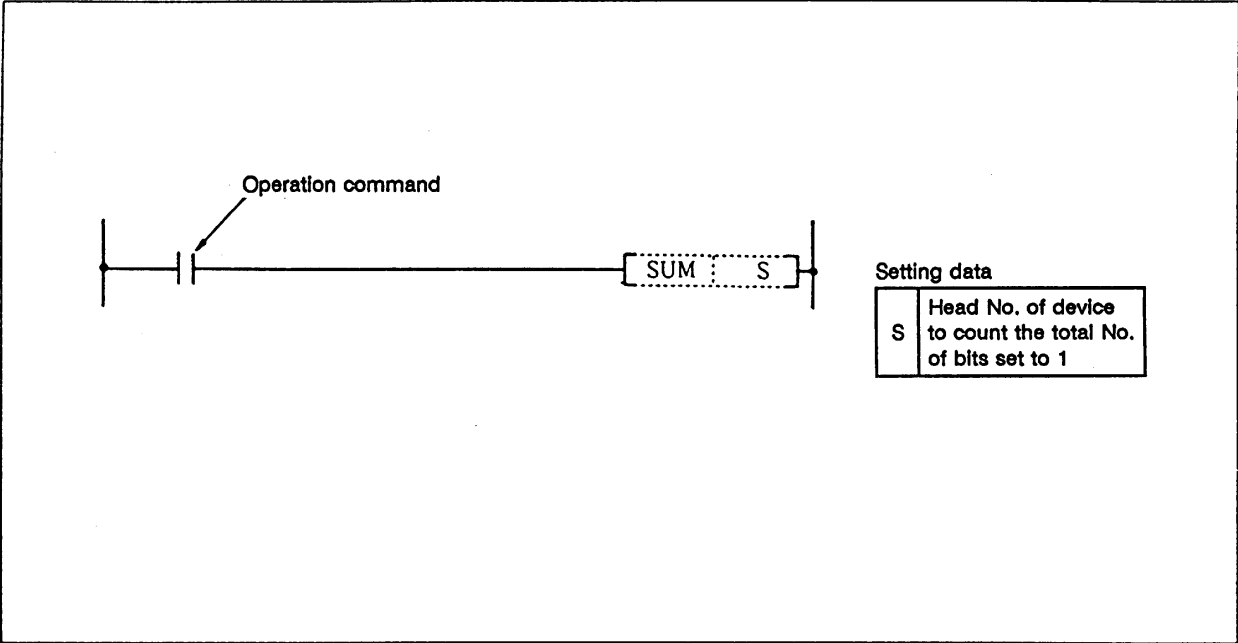 Operation command
SUM S
Setting data
S
Head No. of device
to count the total No.
of bits set to 1